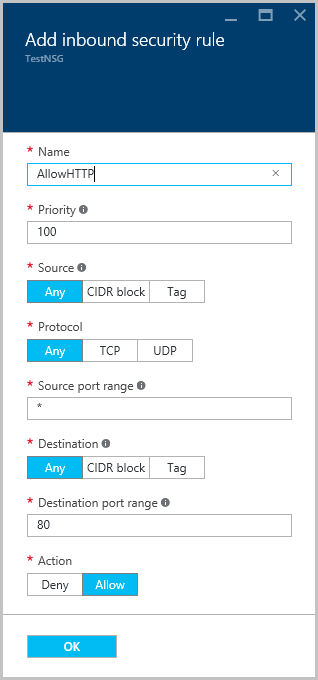 Add inbound security rule
TestNSG
* Name
AllowHTTP
* Priority
100
* Source
Any CIDR block Tag
* Protocol
Any TCP UDP
* Source port range
*
* Destination
Any CIDR block Tag
* Destination port range
80
* Action
Deny Allow
OK